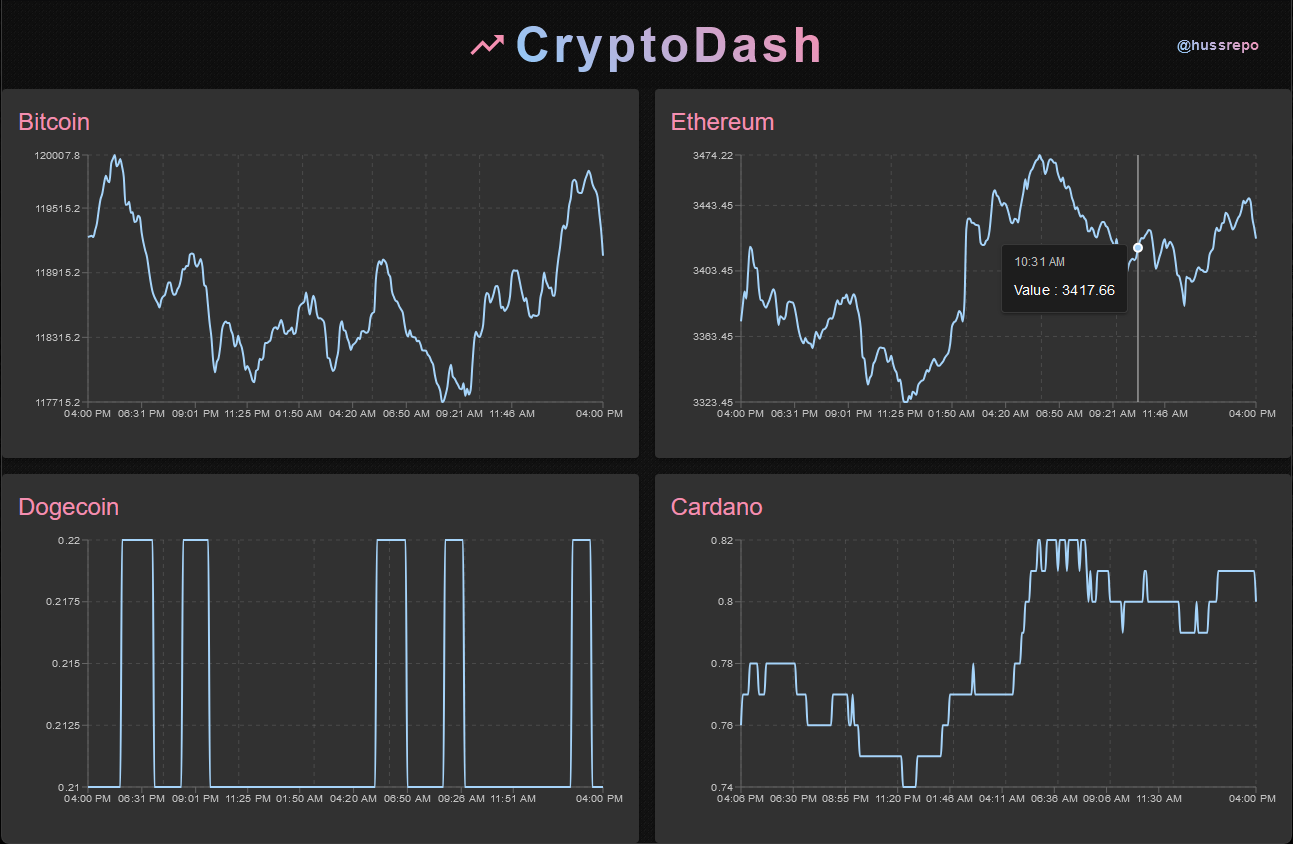 CryptoDash
@hussrepo
Bitcoin
120007.8
119515.2
118915.2
118315.2
117715.2
04:00 PM 06:31 PM 09:01 PM 11:25 PM 01:50 AM 04:20 AM 06:50 AM 09:21 AM 11:46 AM 04:00 PM
Ethereum
3474.22
3443.45
3403.45
3363.45
3323.45
10:31 AM
Value : 3417.66
04:00 PM 06:31 PM 09:01 PM 11:25 PM 01:50 AM 04:20 AM 06:50 AM 09:21 AM 11:46 AM 04:00 PM
Dogecoin
0.22
0.2175
0.215
0.2125
0.21
04:00 PM 06:31 PM 09:01 PM 11:25 PM 01:50 AM 04:20 AM 06:50 AM 09:26 AM 11:51 AM 04:00 PM
Cardano
0.82
0.8
0.78
0.76
0.74
04:06 PM 06:30 PM 08:55 PM 11:20 PM 01:46 AM 04:11 AM 06:36 AM 09:06 AM 11:30 AM 04:00 PM